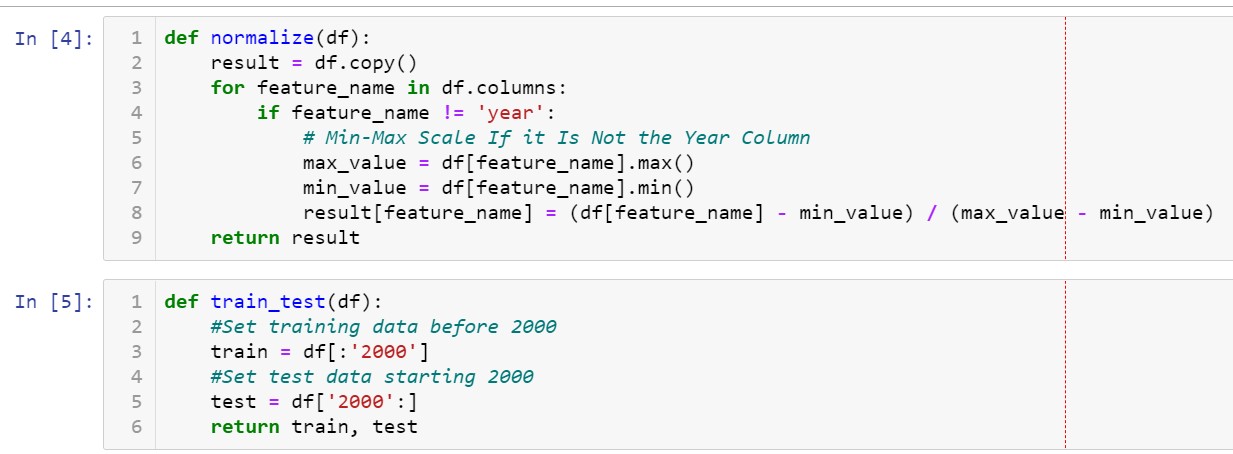 In [4]:
1 def normalize(df):
2     result = df.copy()
3     for feature_name in df.columns:
4         if feature_name != 'year':
5             # Min-Max Scale If it Is Not the Year Column
6             max_value = df[feature_name].max()
7             min_value = df[feature_name].min()
8             result[feature_name] = (df[feature_name] - min_value) / (max_value - min_value)
9     return result
In [5]:
1 def train_test(df):
2     #Set training data before 2000
3     train = df[:'2000']
4     #Set test data starting 2000
5     test = df['2000':]
6     return train, test